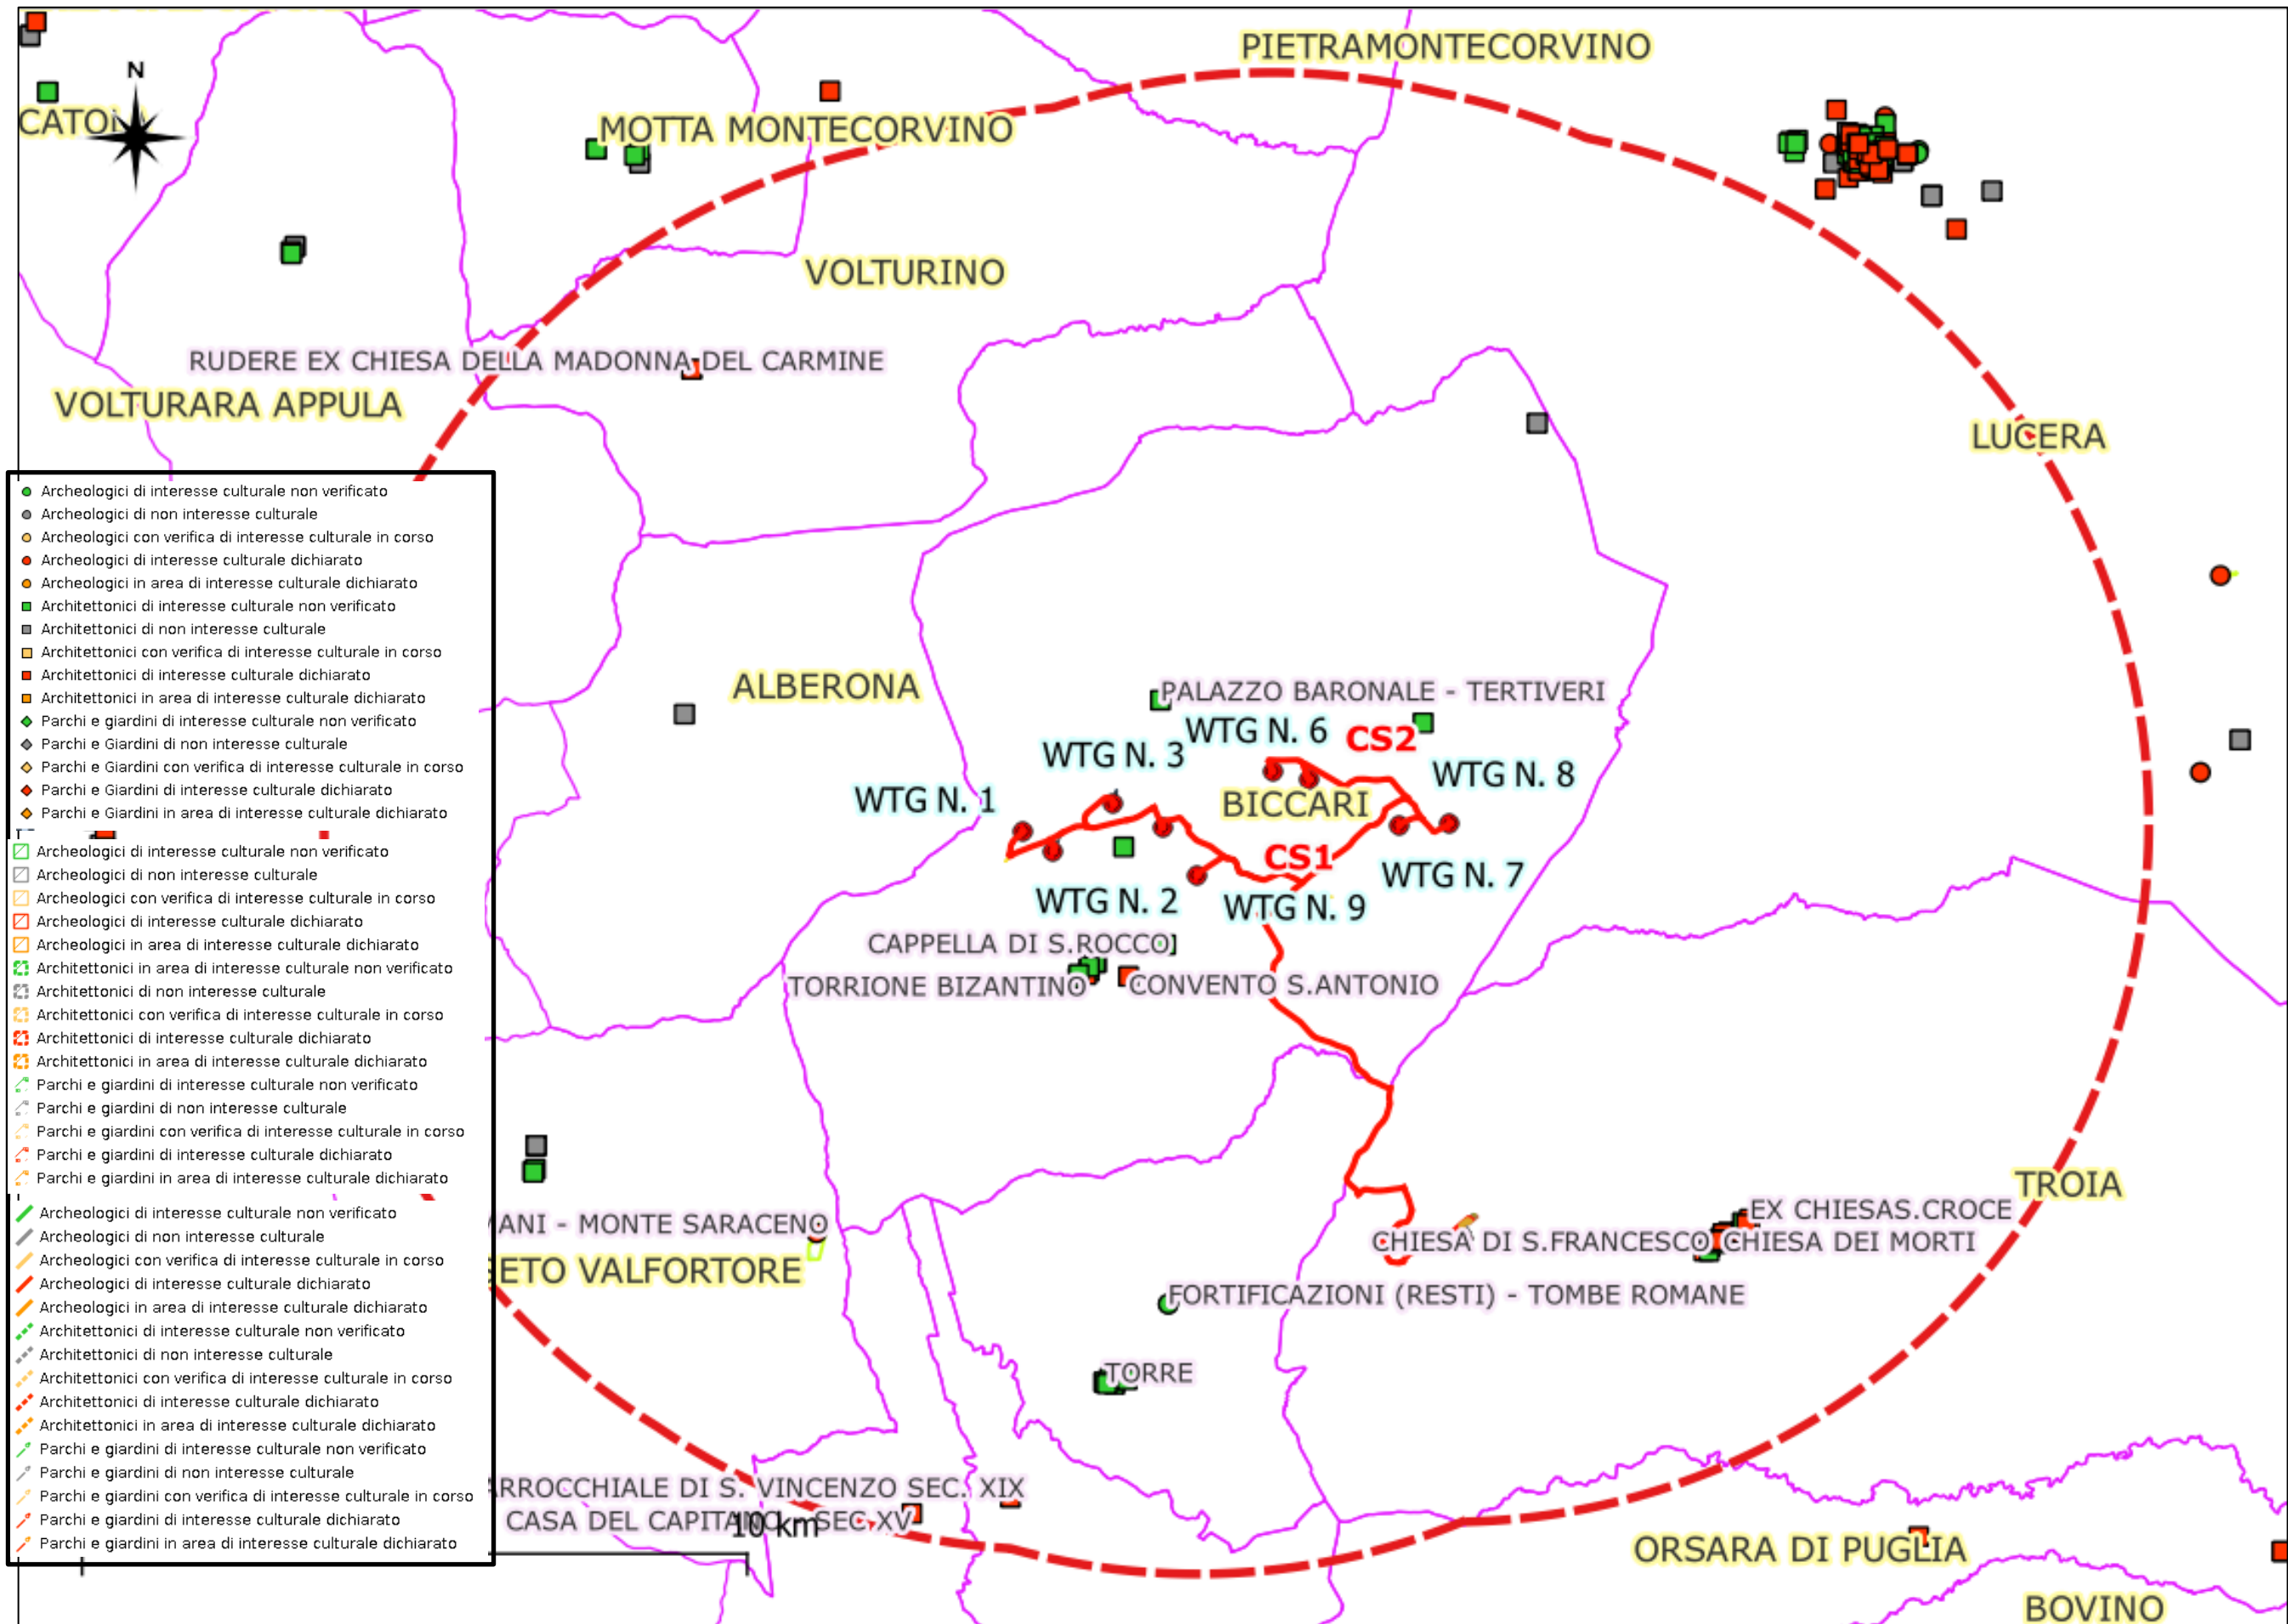 PIETRAMONTECORVINO
N
MOTTA MONTECORVINO
VOLTURINO
RUDERE EX CHIESA DELLA MADONNA DEL CARMINE
VOLTURARA APPULA
LUCERA
ALBERONA
PALAZZO BARONALE - TERTIVERI
WTG N. 6
CS2
WTG N. 3
WTG N. 8
WTG N. 1
BICCARI
CS1
WTG N. 7
WTG N. 2
WTG N. 9
CAPPELLA DI S.ROCCO
TORRIONE BIZANTINO
CONVENTO S.ANTONIO
TROIA
EX CHIESAS.CROCE
ANI - MONTE SARACENO
CHIESA DI S.FRANCESCO
CHIESA DEI MORTI
ETO VALFORTORE
FORTIFICAZIONI (RESTI) - TOMBE ROMANE
TORRE
ARROCCHIALE DI S. VINCENZO SEC. XIX
CASA DEL CAPITANO - SEC.XV
10 km
ORSARA DI PUGLIA
BOVINO
Archeologici di interesse culturale non verificato
Archeologici di non interesse culturale
Archeologici con verifica di interesse culturale in corso
Archeologici di interesse culturale dichiarato
Archeologici in area di interesse culturale dichiarato
Architettonici di interesse culturale non verificato
Architettonici di non interesse culturale
Architettonici con verifica di interesse culturale in corso
Architettonici di interesse culturale dichiarato
Architettonici in area di interesse culturale dichiarato
Parchi e giardini di interesse culturale non verificato
Parchi e Giardini di non interesse culturale
Parchi e Giardini con verifica di interesse culturale in corso
Parchi e Giardini di interesse culturale dichiarato
Parchi e Giardini in area di interesse culturale dichiarato
Archeologici di interesse culturale non verificato
Archeologici di non interesse culturale
Archeologici con verifica di interesse culturale in corso
Archeologici di interesse culturale dichiarato
Archeologici in area di interesse culturale dichiarato
Architettonici in area di interesse culturale non verificato
Architettonici di non interesse culturale
Architettonici con verifica di interesse culturale in corso
Architettonici di interesse culturale dichiarato
Architettonici in area di interesse culturale dichiarato
Parchi e giardini di interesse culturale non verificato
Parchi e giardini di non interesse culturale
Parchi e giardini con verifica di interesse culturale in corso
Parchi e giardini di interesse culturale dichiarato
Parchi e giardini in area di interesse culturale dichiarato
Archeologici di interesse culturale non verificato
Archeologici di non interesse culturale
Archeologici con verifica di interesse culturale in corso
Archeologici di interesse culturale dichiarato
Archeologici in area di interesse culturale dichiarato
Architettonici di interesse culturale non verificato
Architettonici di non interesse culturale
Architettonici con verifica di interesse culturale in corso
Architettonici di interesse culturale dichiarato
Architettonici in area di interesse culturale dichiarato
Parchi e giardini di interesse culturale non verificato
Parchi e giardini di non interesse culturale
Parchi e giardini con verifica di interesse culturale in corso
Parchi e giardini di interesse culturale dichiarato
Parchi e giardini in area di interesse culturale dichiarato